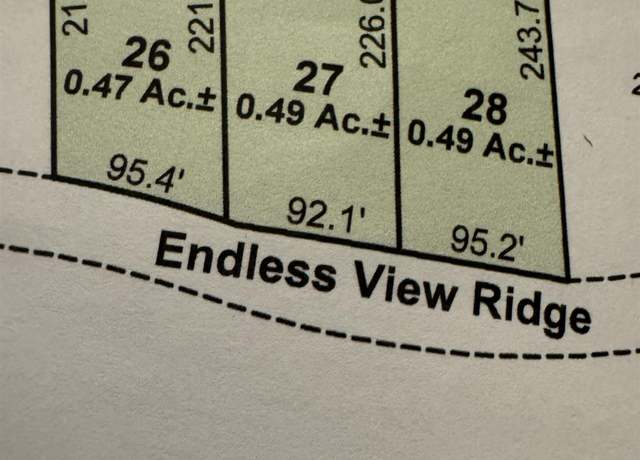 26
0.47 Ac.±
27
0.49 Ac.±
28
0.49 Ac.±
95.4'
92.1'
95.2'
Endless View Ridge